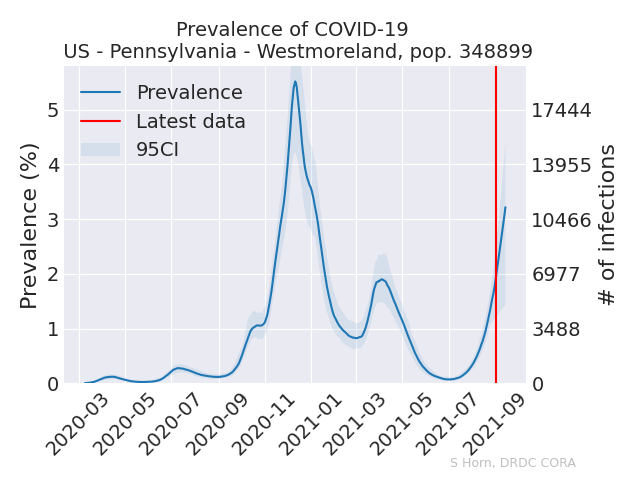 Prevalence of COVID-19
US - Pennsylvania - Westmoreland, pop. 348899
Prevalence
Latest data
95CI
Prevalence (%)
5
4
3
2
1
0
17444
13955
10466
6977
3488
0
# of infections
2020-03
2020-05
2020-07
2020-09
2020-11
2021-01
2021-03
2021-05
2021-07
2021-09
S Horn, DRDC CORA